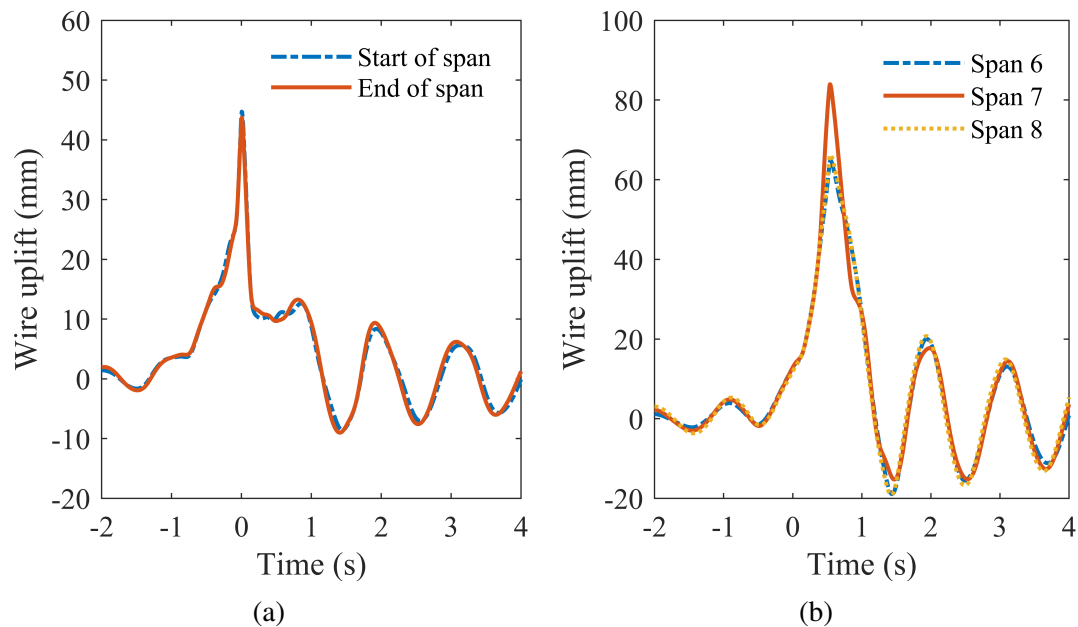 60
50
40
30
20
10
0
-10
-20
-2
-1
0
1
2
3
4
Wire uplift (mm)
Time (s)
Start of span
End of span
(a)
100
80
60
40
20
0
-20
-2
-1
0
1
2
3
4
Wire uplift (mm)
Time (s)
Span 6
Span 7
Span 8
(b)